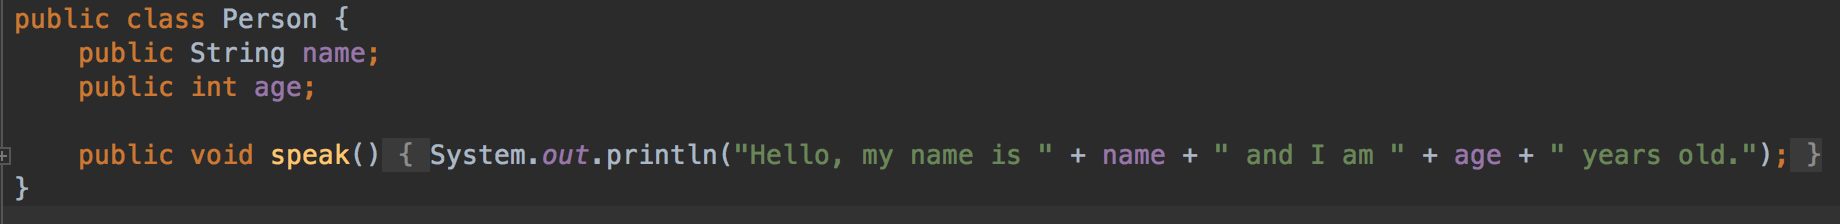 public class Person {
    public String name;
    public int age;

    public void speak() { System.out.println("Hello, my name is " + name + " and I am " + age + " years old."); }
}